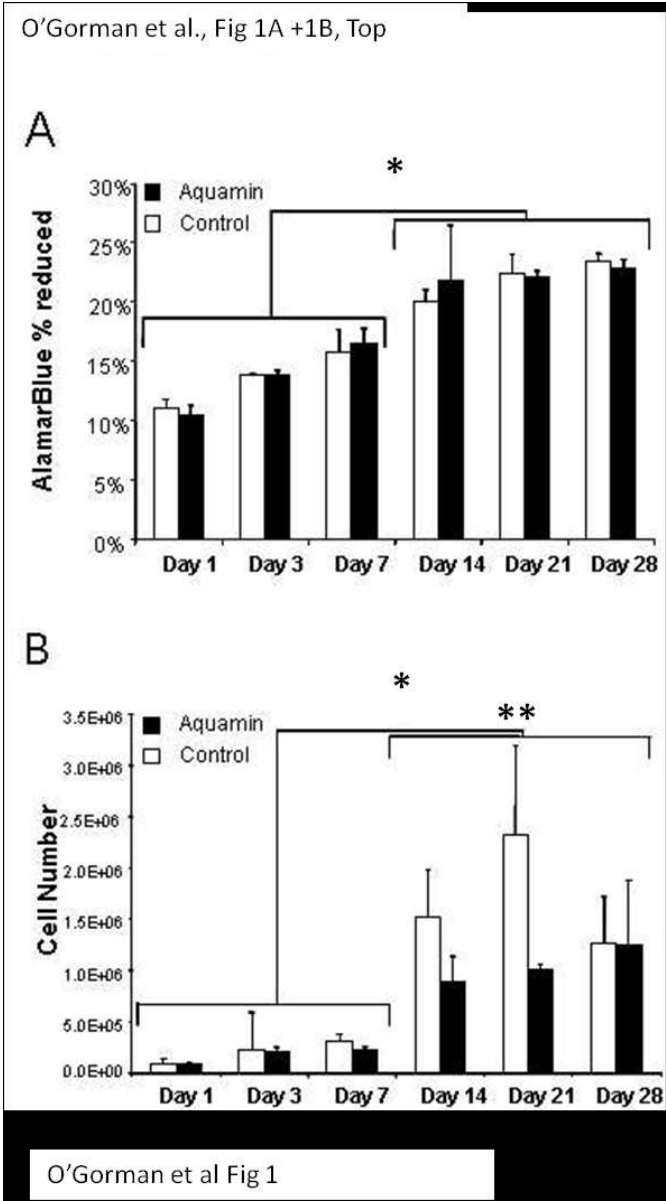 O'Gorman et al., Fig 1A +1B, Top
A
*
30%
25%
20%
15%
10%
5%
0%
AlamarBlue % reduced
Aquamin
Control
Day 1 Day 3 Day 7 Day 14 Day 21 Day 28
B
*
**
3.5E+06
3.0E+06
2.5E+06
2.0E+06
1.5E+06
1.0E+06
5.0E+05
0.0E+00
Cell Number
Aquamin
Control
Day 1 Day 3 Day 7 Day 14 Day 21 Day 28
O'Gorman et al Fig 1